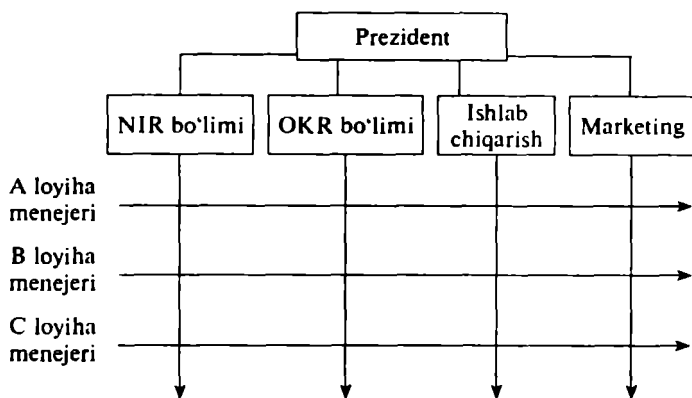 Prezident
NIR bo‘limi
OKR bo‘limi
Ishlab
chiqarish
Marketing
A loyiha
menejeri
B loyiha
menejeri
C loyiha
menejeri